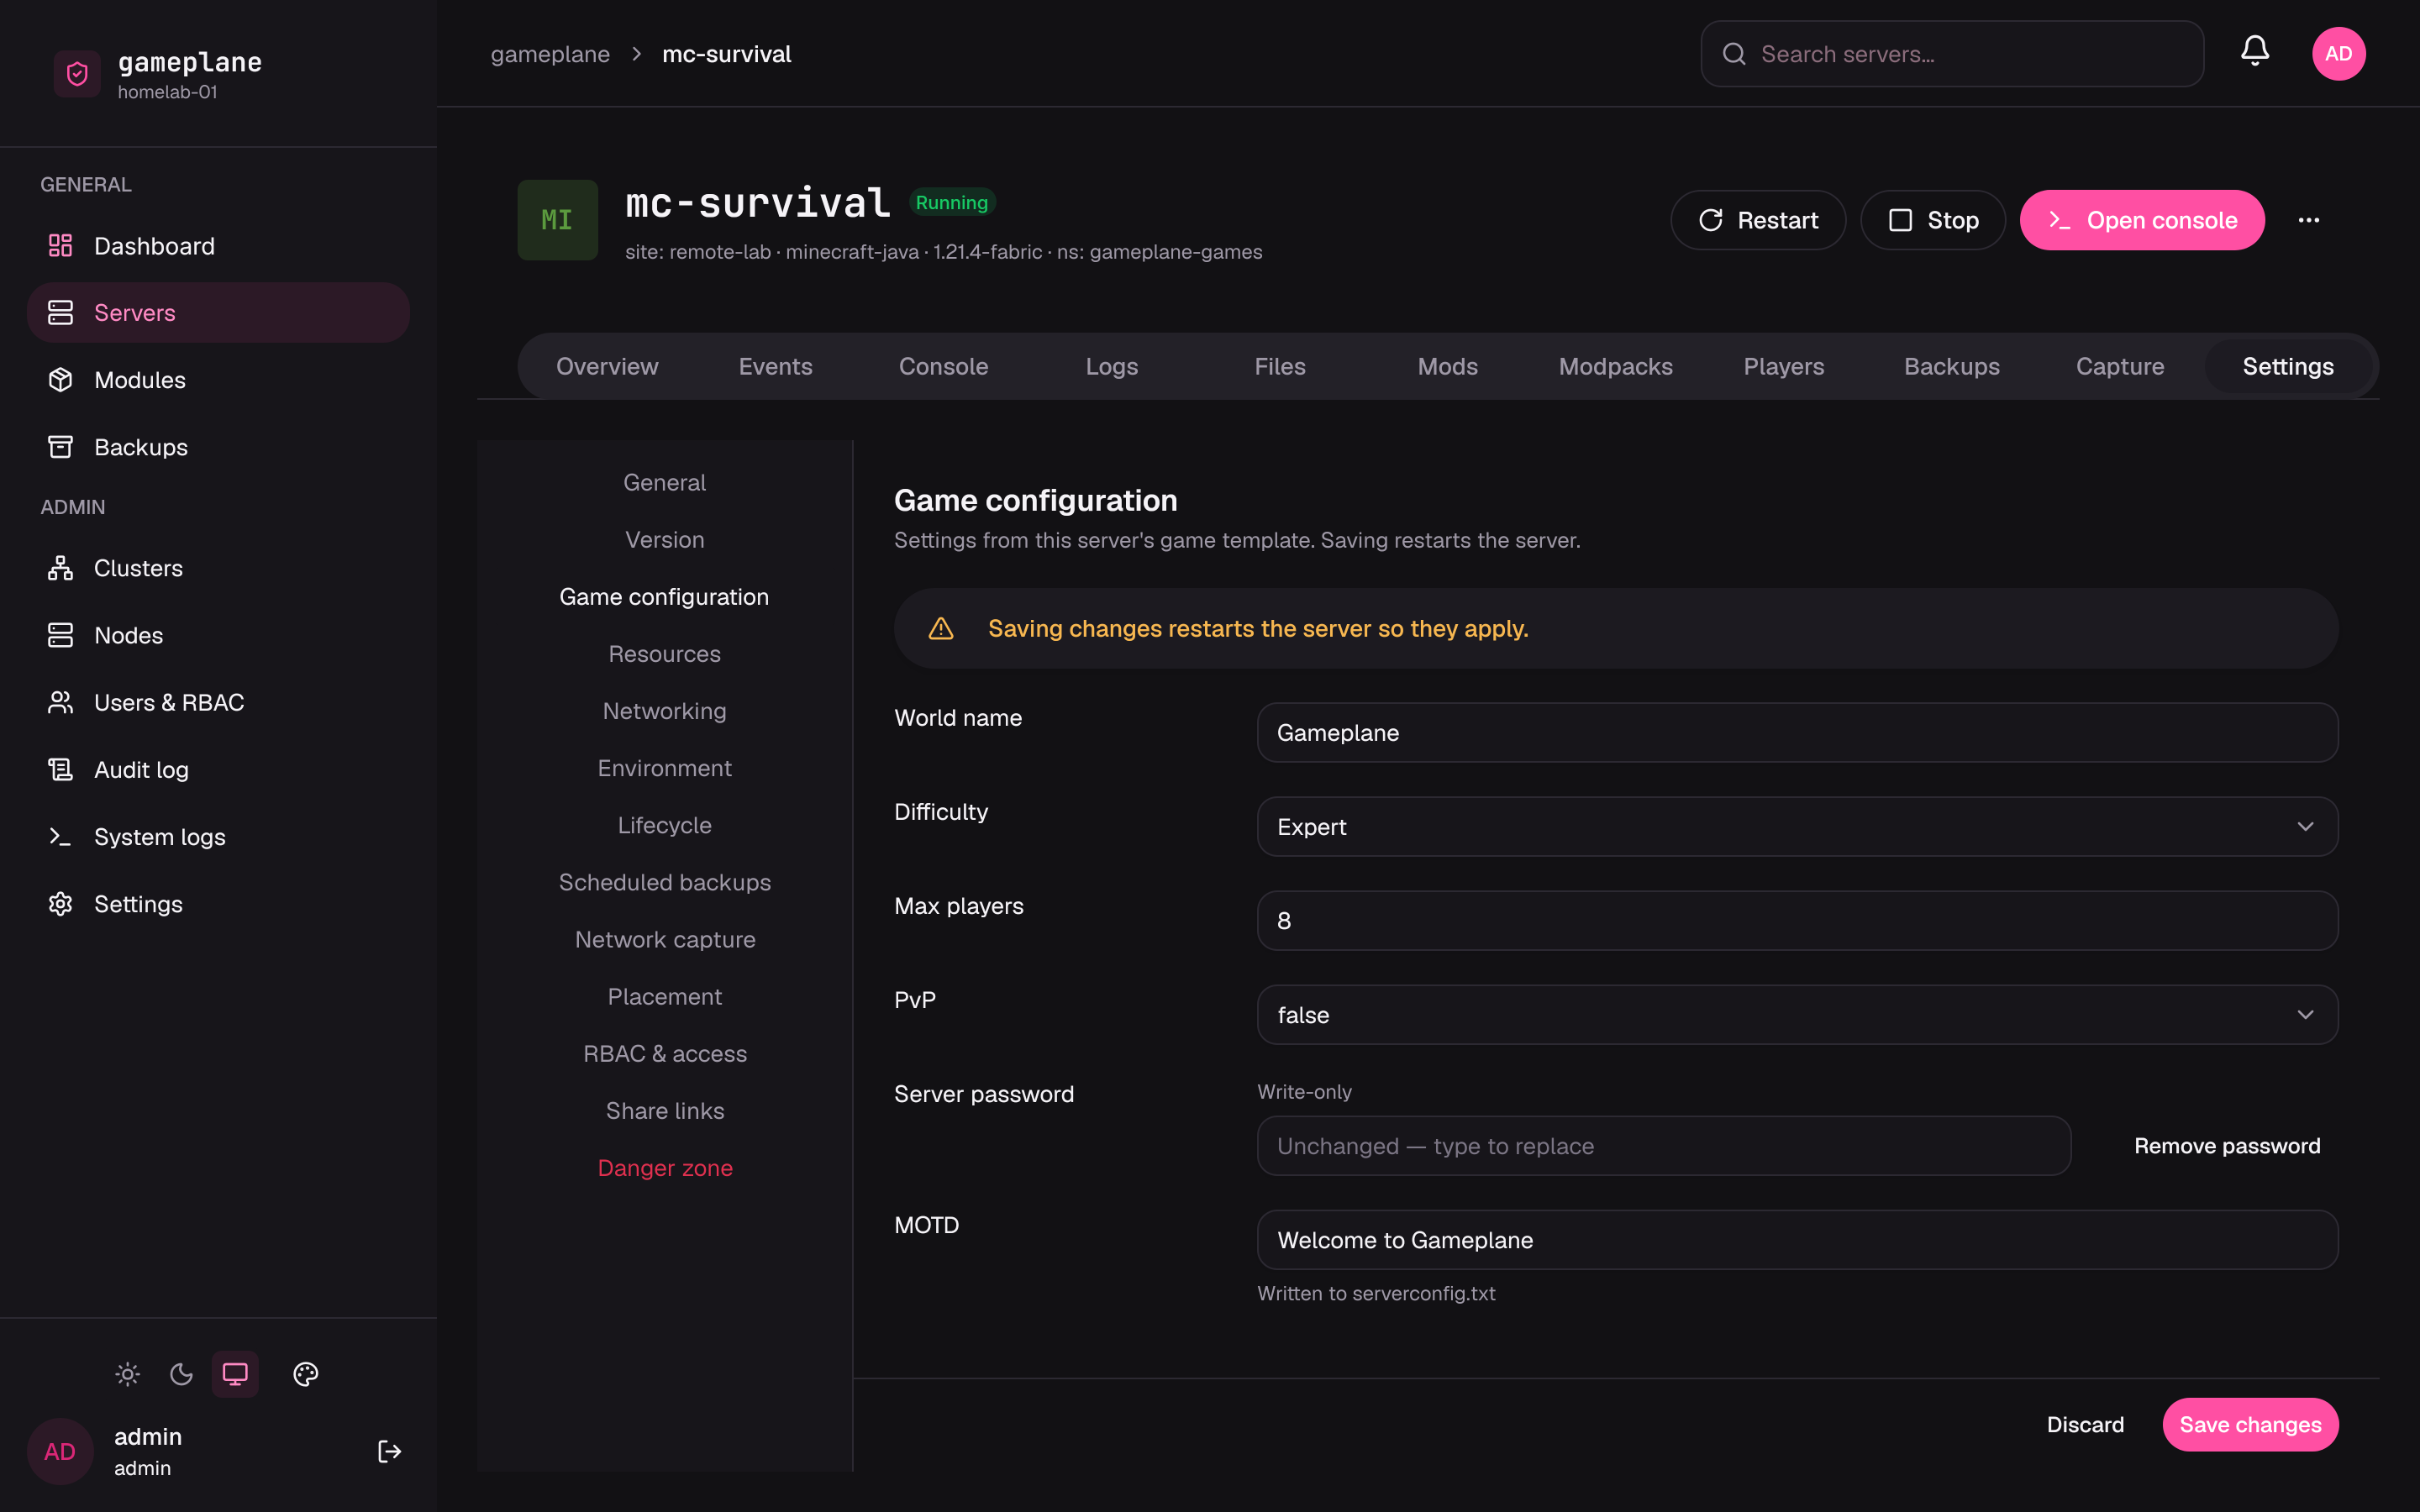 gameplane
homelab-01
GENERAL
Dashboard
Servers
Modules
Backups
ADMIN
Clusters
Nodes
Users & RBAC
Audit log
System logs
Settings
AD
admin
admin
gameplane > mc-survival
Search servers...
AD
MI
mc-survival
Running
site: remote-lab · minecraft-java · 1.21.4-fabric · ns: gameplane-games
Restart
Stop
Open console
Overview
Events
Console
Logs
Files
Mods
Modpacks
Players
Backups
Capture
Settings
General
Version
Game configuration
Resources
Networking
Environment
Lifecycle
Scheduled backups
Network capture
Placement
RBAC & access
Share links
Danger zone
Game configuration
Settings from this server's game template. Saving restarts the server.
Saving changes restarts the server so they apply.
World name
Gameplane
Difficulty
Expert
Max players
8
PvP
false
Server password
Write-only
Unchanged — type to replace
Remove password
MOTD
Welcome to Gameplane
Written to serverconfig.txt
Discard
Save changes